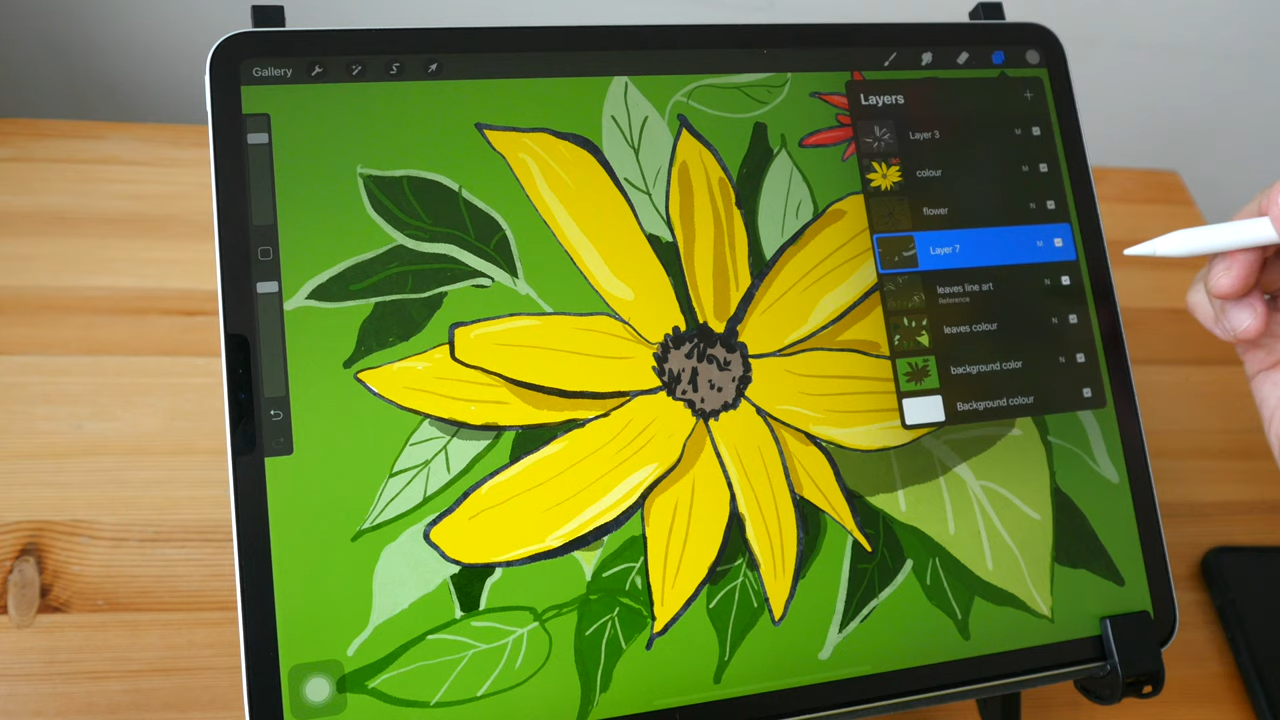 Gallery
Layers
Layer 3 M
colour M
flower N
Layer 7 M
leaves line art N
Reference
leaves colour N
background color N
Background colour